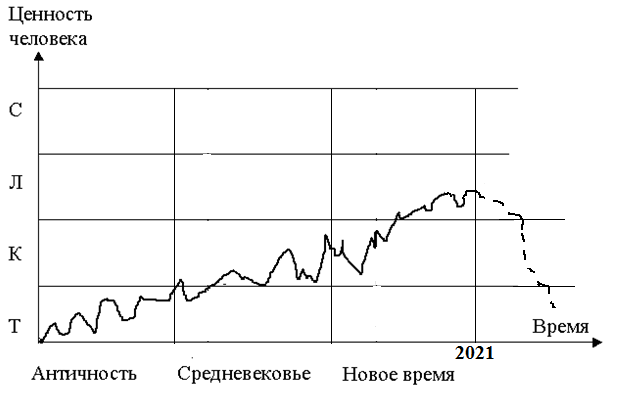 Ценность
человека
С
Л
К
Т
Время
2021
Античность
Средневековье
Новое время